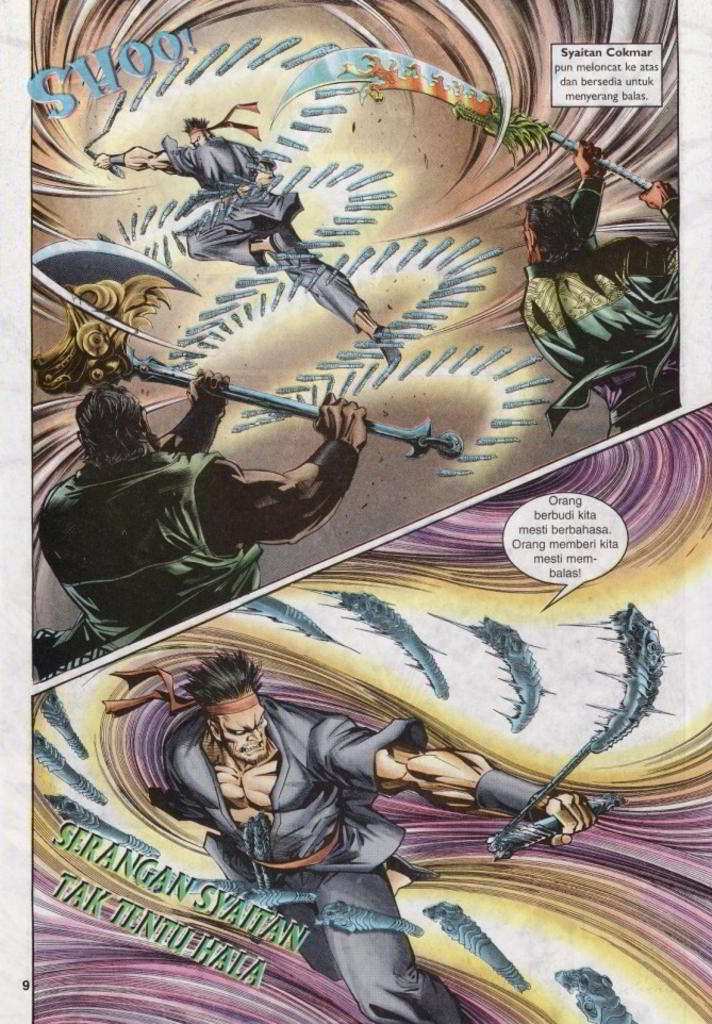 SHOO!
Syaitan Cokmar
pun meloncat ke atas
dan bersedia untuk
menyerang balas.
Orang
berbudi kita
mesti berbahasa.
Orang memberi kita
mesti mem-
balas!
SERANGAN SYAITAN
TAK TENTU HALA
9